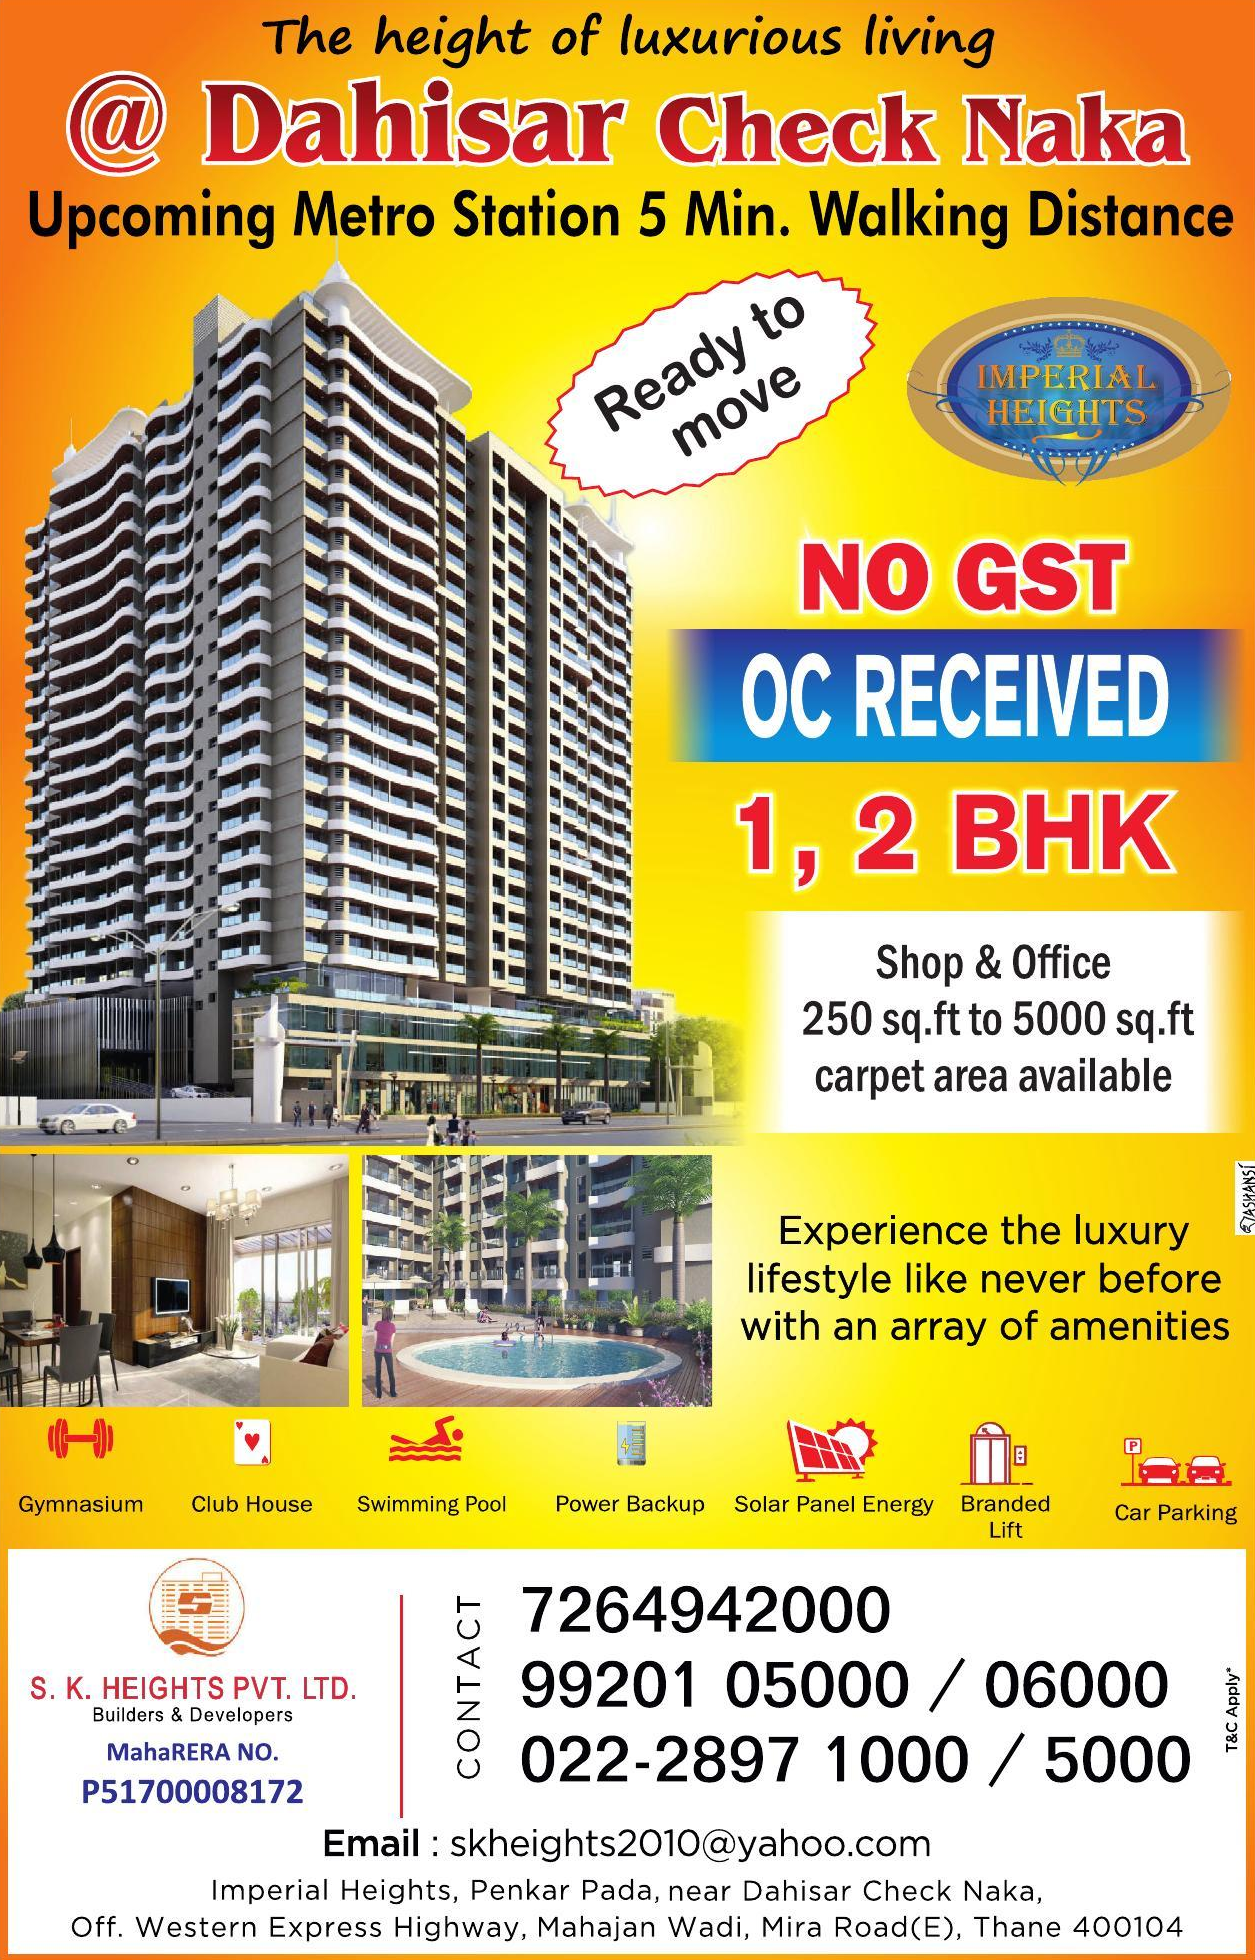 The height of luxurious living
@ Dahisar Check Naka
Upcoming Metro Station 5 Min. Walking Distance
Ready to
move
IMPERIAL
HEIGHTS
NO GST
OC RECEIVED
1, 2 BHK
Shop & Office
250 sq.ft to 5000 sq.ft
carpet area available
Experience the luxury
lifestyle like never before
with an array of amenities
Gymnasium
Club House
Swimming Pool
Power Backup
Solar Panel Energy
Branded
Lift
P
Car Parking
S. K. HEIGHTS PVT. LTD.
Builders & Developers
MahaRERA NO.
P51700008172
CONTACT
7264942000
99201 05000 / 06000
022-2897 1000 / 5000
T&C Apply*
Email : skheights2010@yahoo.com
Imperial Heights, Penkar Pada, near Dahisar Check Naka,
Off. Western Express Highway, Mahajan Wadi, Mira Road(E), Thane 400104